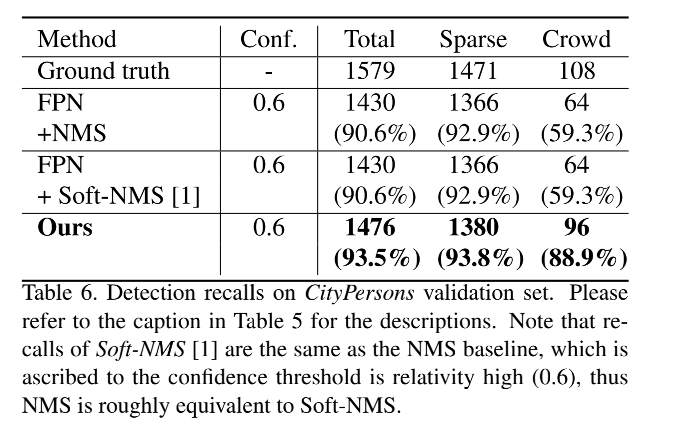 Method Conf. Total Sparse Crowd
Ground truth - 1579 1471 108
FPN 0.6 1430 1366 64
+NMS (90.6%) (92.9%) (59.3%)
FPN 0.6 1430 1366 64
+ Soft-NMS [1] (90.6%) (92.9%) (59.3%)
Ours 0.6 1476 1380 96
(93.5%) (93.8%) (88.9%)
Table 6. Detection recalls on CityPersons validation set. Please
refer to the caption in Table 5 for the descriptions. Note that re-
calls of Soft-NMS [1] are the same as the NMS baseline, which is
ascribed to the confidence threshold is relativity high (0.6), thus
NMS is roughly equivalent to Soft-NMS.